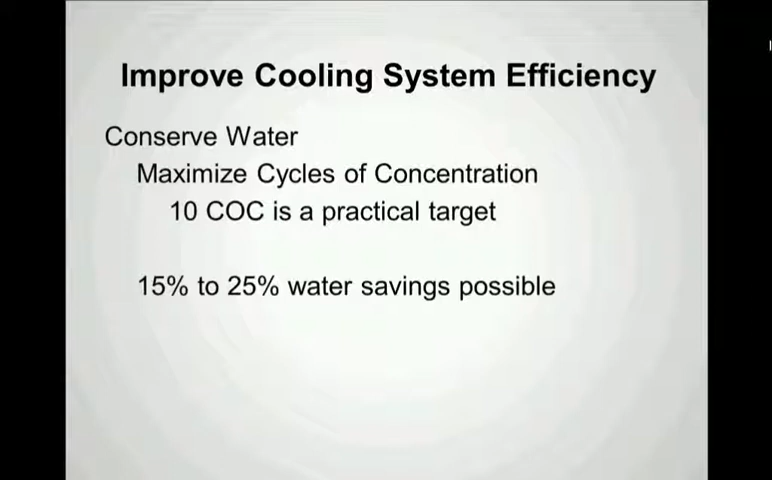 Improve Cooling System Efficiency
Conserve Water
Maximize Cycles of Concentration
10 COC is a practical target
15% to 25% water savings possible